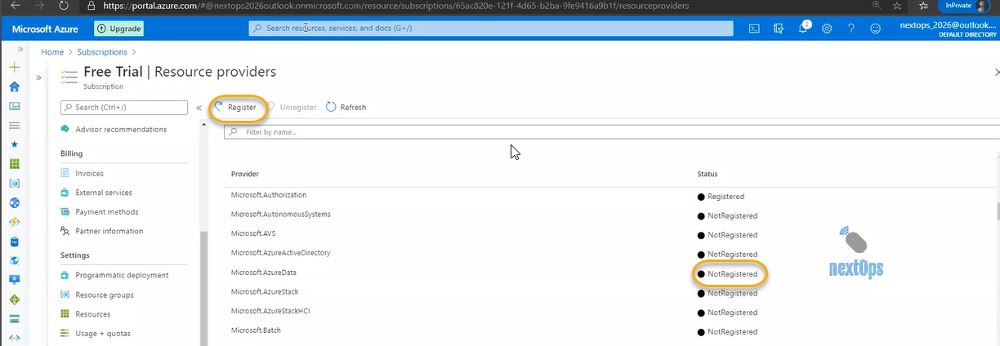 https://portal.azure.com/#@nextops2026outlook.onmicrosoft.com/resource/subscriptions/65ac820e-121f-4d65-b2ba-9fe9416a9b1f/resourceproviders
InPrivate
Microsoft Azure
Upgrade
Search resources, services, and docs (G+/)
2
nextops_2026@outlook....
DEFAULT DIRECTORY
Home > Subscriptions >
Free Trial | Resource providers
Subscription
Search (Ctrl+/)
Register
Unregister
Refresh
Filter by name...
Advisor recommendations
Billing
Invoices
External services
Payment methods
Partner information
Settings
Programmatic deployment
Resource groups
Resources
Usage + quotas
Provider Status
Microsoft.Authorization Registered
Microsoft.AutonomousSystems NotRegistered
Microsoft.AVS NotRegistered
Microsoft.AzureActiveDirectory NotRegistered
Microsoft.AzureData NotRegistered
Microsoft.AzureStack NotRegistered
Microsoft.AzureStackHCI NotRegistered
Microsoft.Batch NotRegistered
nextOps